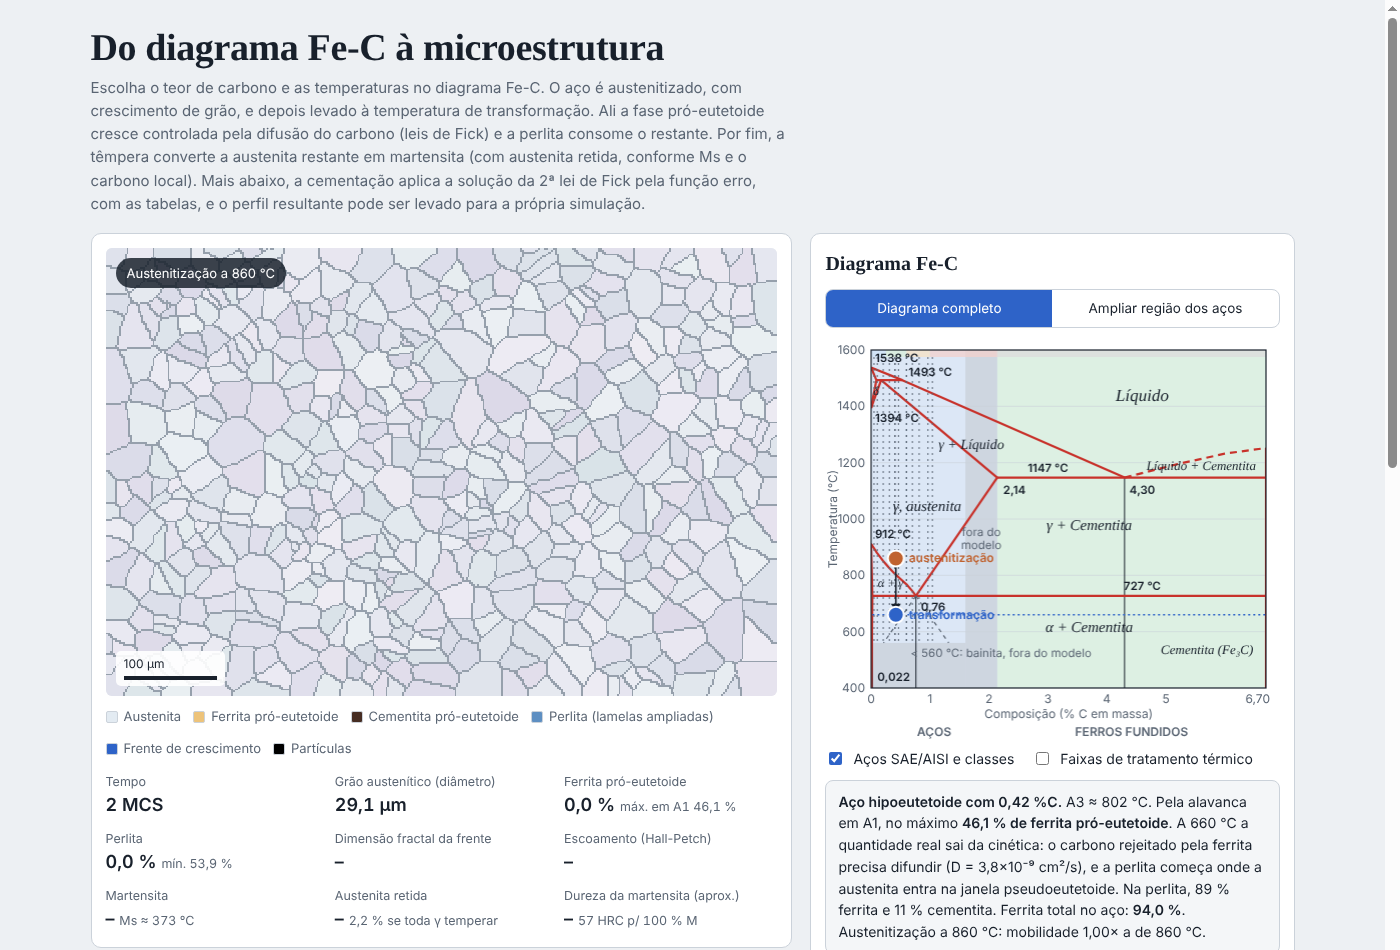 Do diagrama Fe-C à microestrutura
Escolha o teor de carbono e as temperaturas no diagrama Fe-C. O aço é austenitizado, com
crescimento de grão, e depois levado à temperatura de transformação. Ali a fase pró-eutetoide
cresce controlada pela difusão do carbono (leis de Fick) e a perlita consome o restante. Por fim, a
têmpera converte a austenita restante em martensita (com austenita retida, conforme Ms e o
carbono local). Mais abaixo, a cementação aplica a solução da 2ª lei de Fick pela função erro,
com as tabelas, e o perfil resultante pode ser levado para a própria simulação.
Austenitização a 860 °C
100 µm
Austenita
Ferrita pró-eutetoide
Cementita pró-eutetoide
Perlita (lamelas ampliadas)
Frente de crescimento
Partículas
Tempo
2 MCS
Grão austenítico (diâmetro)
29,1 µm
Ferrita pró-eutetoide
0,0 % máx. em A1 46,1 %
Perlita
0,0 % mín. 53,9 %
Dimensão fractal da frente
–
Escoamento (Hall-Petch)
–
Martensita
– Ms ≈ 373 °C
Austenita retida
– 2,2 % se toda γ temperar
Dureza da martensita (aprox.)
– 57 HRC p/ 100 % M
Diagrama Fe-C
Diagrama completo
Ampliar região dos aços
Temperatura (°C)
1600
1400
1200
1000
800
600
400
1538 °C
1493 °C
δ
1394 °C
Líquido
γ + Líquido
1147 °C
Líquido + Cementita
2,14
4,30
γ, austenita
γ + Cementita
912 °C
fora do
modelo
austenitização
α + γ
727 °C
0,76
transformação
α + Cementita
< 560 °C: bainita, fora do modelo
Cementita (Fe₃C)
0,022
0
1
2
3
4
5
6,70
Composição (% C em massa)
AÇOS
FERROS FUNDIDOS
Aços SAE/AISI e classes
Faixas de tratamento térmico
Aço hipoeutetoide com 0,42 %C. A3 ≈ 802 °C. Pela alavanca
em A1, no máximo 46,1 % de ferrita pró-eutetoide. A 660 °C a
quantidade real sai da cinética: o carbono rejeitado pela ferrita
precisa difundir (D = 3,8×10⁻⁹ cm²/s), e a perlita começa onde a
austenita entra na janela pseudoeutetoide. Na perlita, 89 %
ferrita e 11 % cementita. Ferrita total no aço: 94,0 %.
Austenitização a 860 °C: mobilidade 1,00× a de 860 °C.